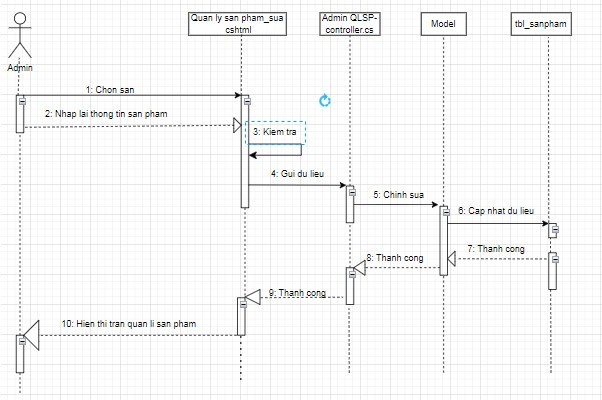 Quan ly san pham_sua
cshtml
Admin QLSP-
controller.cs
Model
tbl_sanpham
Admin
1: Chon san
2: Nhap lai thong tin san pham
3: Kiem tra
4: Gui du lieu
5: Chinh sua
6: Cap nhat du lieu
7: Thanh cong
8: Thanh cong
9: Thanh cong
10: Hien thi tran quan li san pham